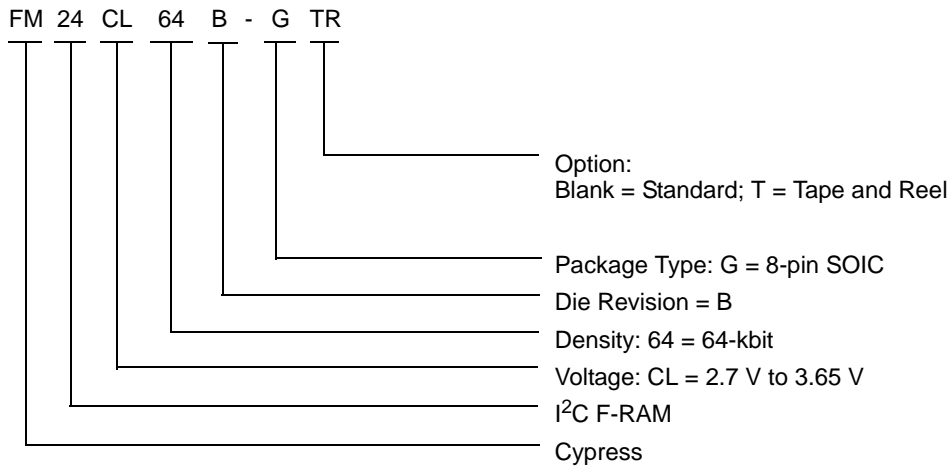 FM 24 CL 64 B - G TR
Option:
Blank = Standard; T = Tape and Reel
Package Type: G = 8-pin SOIC
Die Revision = B
Density: 64 = 64-kbit
Voltage: CL = 2.7 V to 3.65 V
I2C F-RAM
Cypress